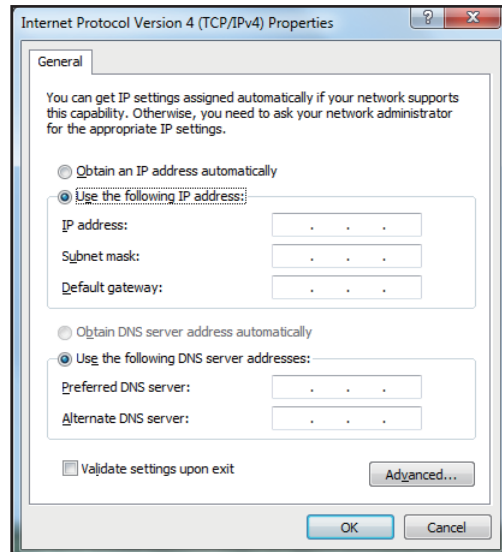 Internet Protocol Version 4 (TCP/IPv4) Properties
General
You can get IP settings assigned automatically if your network supports
this capability. Otherwise, you need to ask your network administrator
for the appropriate IP settings.
Obtain an IP address automatically
Use the following IP address:
IP address:
Subnet mask:
Default gateway:
Obtain DNS server address automatically
Use the following DNS server addresses:
Preferred DNS server:
Alternate DNS server:
Validate settings upon exit
Advanced...
OK Cancel